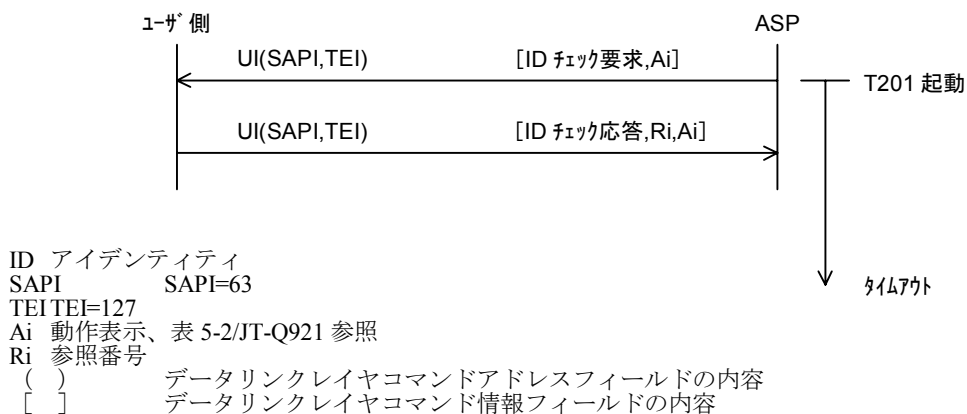 ﾕｰｻﾞ側 ASP
UI(SAPI,TEI) [ID ﾁｪｯｸ要求,Ai]
T201 起動
UI(SAPI,TEI) [ID ﾁｪｯｸ応答,Ri,Ai]
ﾀｲﾑｱｳﾄ
ID アイデンティティ
SAPI SAPI=63
TEI TEI=127
Ai 動作表示、表 5-2/JT-Q921 参照
Ri 参照番号
( ) データリンクレイヤコマンドアドレスフィールドの内容
[ ] データリンクレイヤコマンド情報フィールドの内容